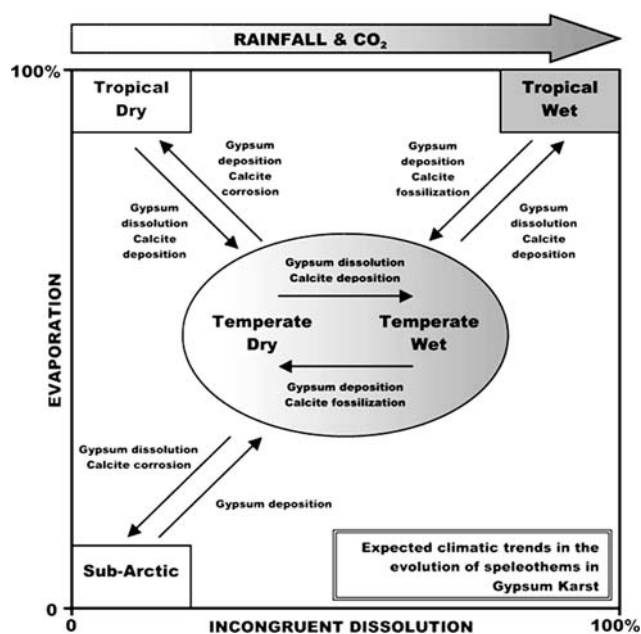 RAINFALL & CO₂
100%
Tropical
Dry
Tropical
Wet
Gypsum
deposition
Calcite
corrosion
Gypsum
deposition
Calcite
fossilization
Gypsum
dissolution
Calcite
deposition
Gypsum
dissolution
Calcite
deposition
Gypsum dissolution
Calcite deposition
Temperate
Dry
Temperate
Wet
Gypsum deposition
Calcite fossilization
EVAPORATION
Gypsum dissolution
Calcite corrosion
Gypsum deposition
Sub-Arctic
Expected climatic trends in the
evolution of speleothems in
Gypsum Karst
0
0
INCONGRUENT DISSOLUTION
100%